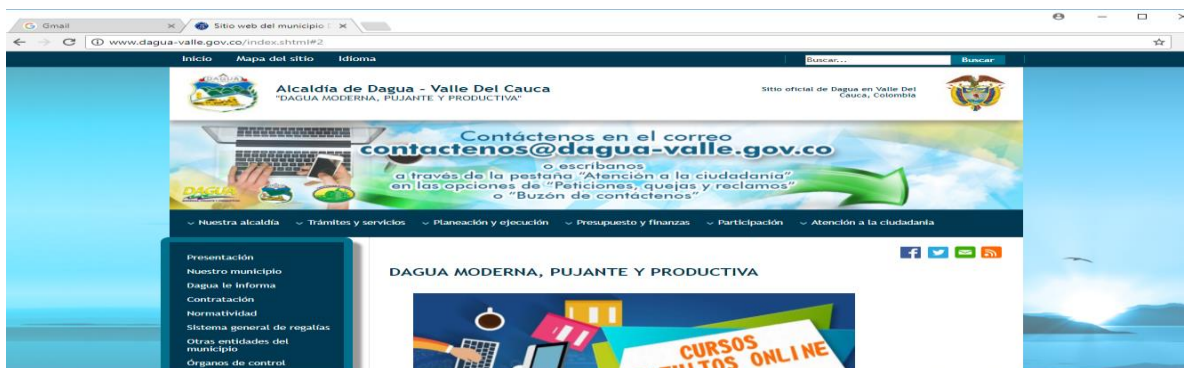 Gmail
Sitio web del municipio
www.dagua-valle.gov.co/index.shtml#2
Inicio Mapa del sitio Idioma
Buscar... Buscar
DAGUA
Alcaldía de Dagua - Valle Del Cauca
"DAGUA MODERNA, PUJANTE Y PRODUCTIVA"
Sitio oficial de Dagua en Valle Del
Cauca, Colombia
Contáctenos en el correo
contactenos@dagua-valle.gov.co
o escríbanos
a través de la pestaña "Atención a la ciudadanía"
en las opciones de "Peticiones, quejas y reclamos"
o "Buzón de contáctenos"
DAGUA
Nuestra alcaldía Trámites y servicios Planeación y ejecución Presupuesto y finanzas Participación Atención a la ciudadanía
Presentación
Nuestro municipio
Dagua le informa
Contratación
Normatividad
Sistema general de regalías
Otras entidades del
municipio
Órganos de control
DAGUA MODERNA, PUJANTE Y PRODUCTIVA
CURSOS
ONLINE